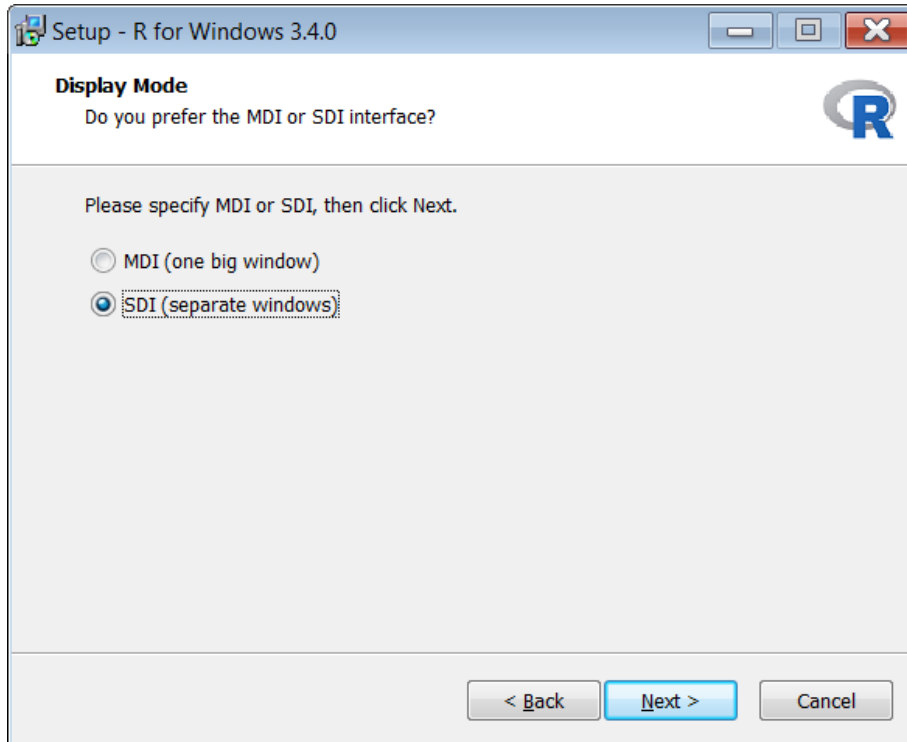 Setup - R for Windows 3.4.0
Display Mode
Do you prefer the MDI or SDI interface?
R
Please specify MDI or SDI, then click Next.
MDI (one big window)
SDI (separate windows)
< Back
Next >
Cancel